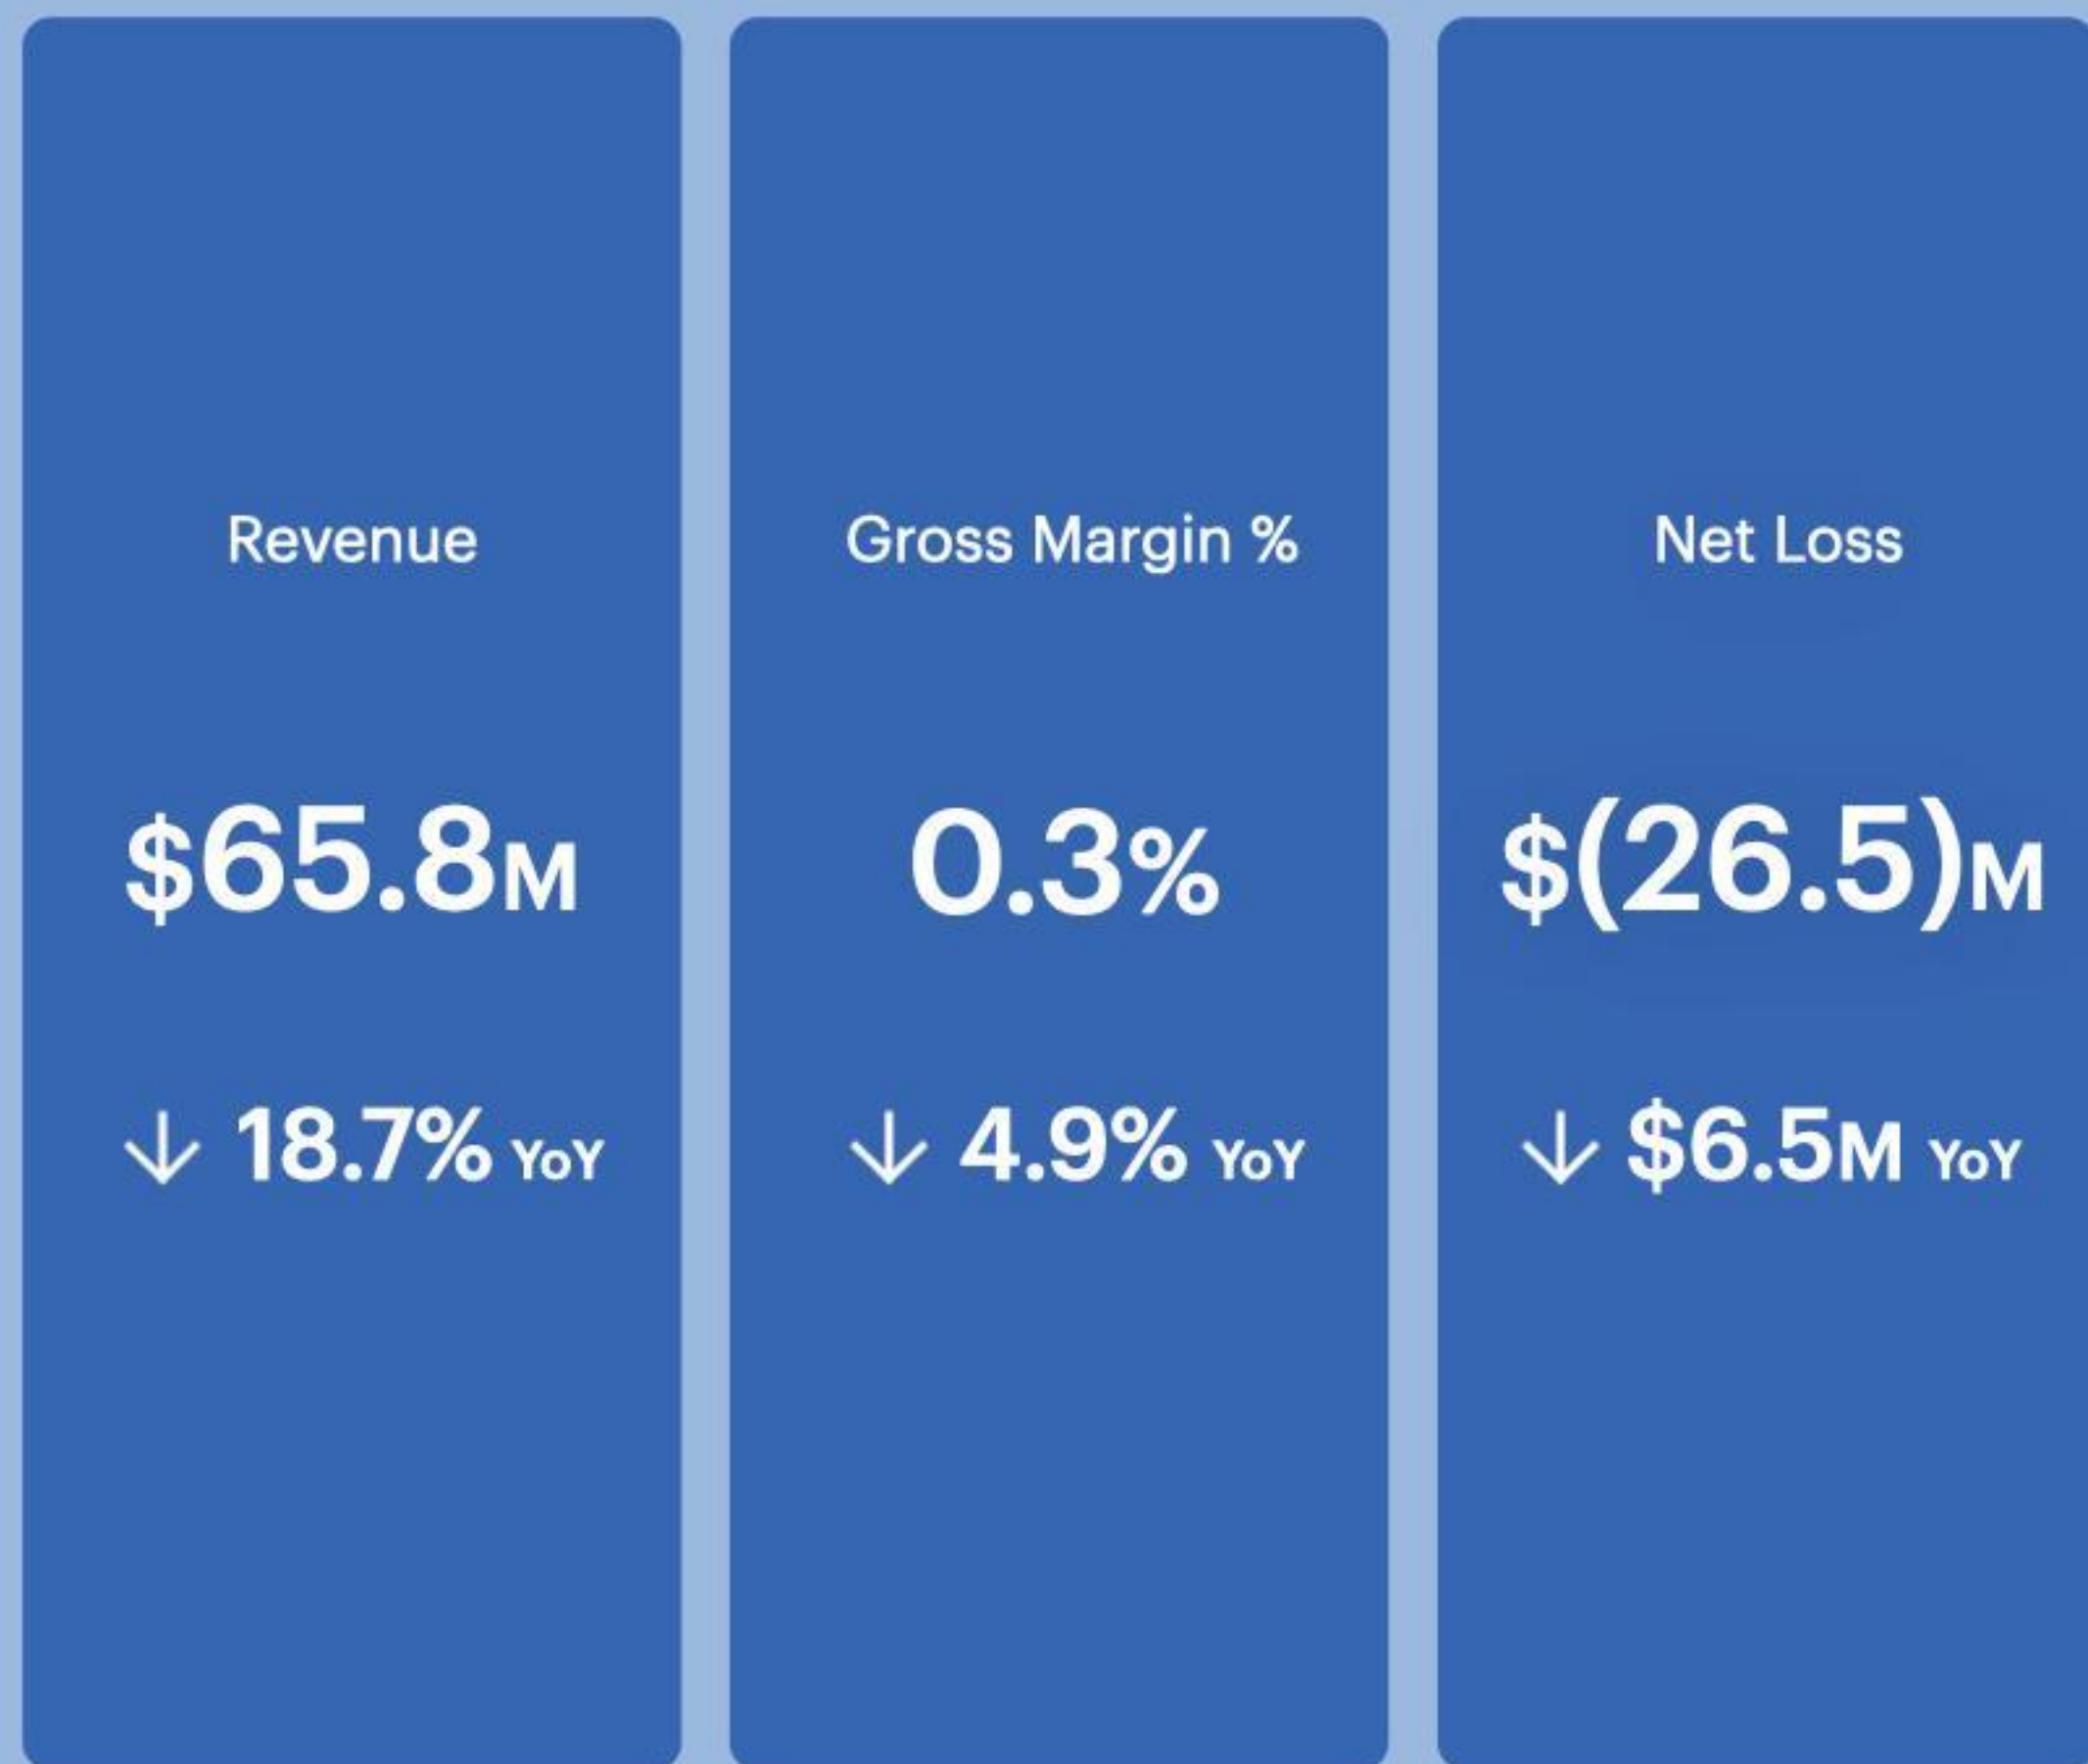 Revenue
$65.8M
↓ 18.7% YoY
Gross Margin %
0.3%
↓ 4.9% YoY
Net Loss
$(26.5)M
↓ $6.5M YoY